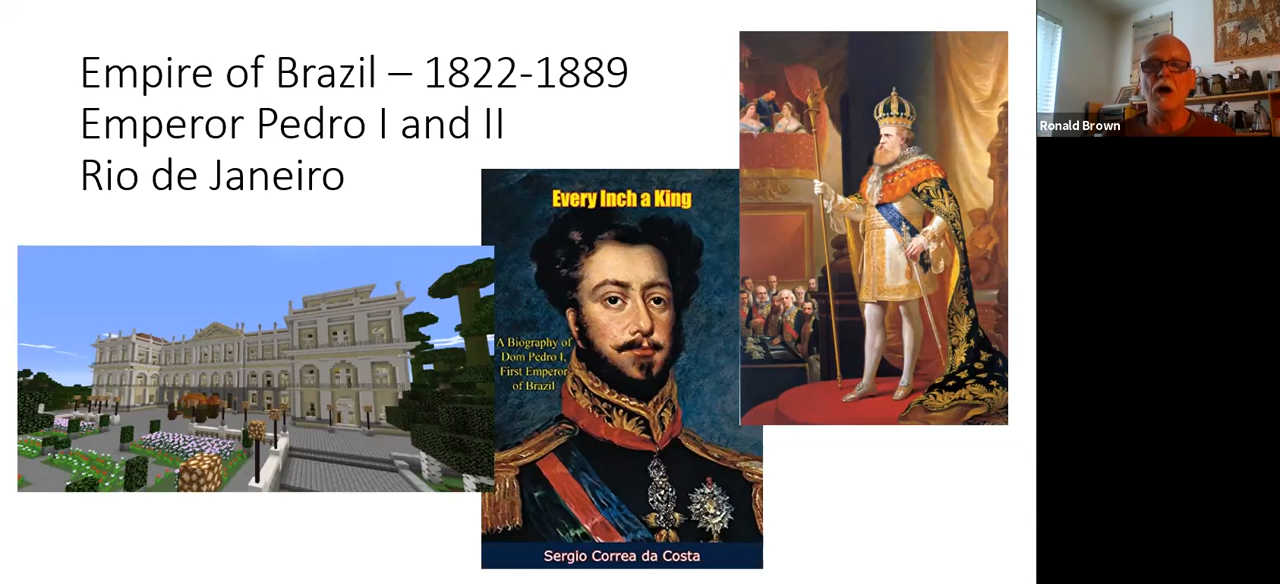 Empire of Brazil – 1822-1889
Emperor Pedro I and II
Rio de Janeiro
Every Inch a King
A Biography of
Dom Pedro I,
First Emperor
of Brazil
Sergio Correa da Costa
Ronald Brown